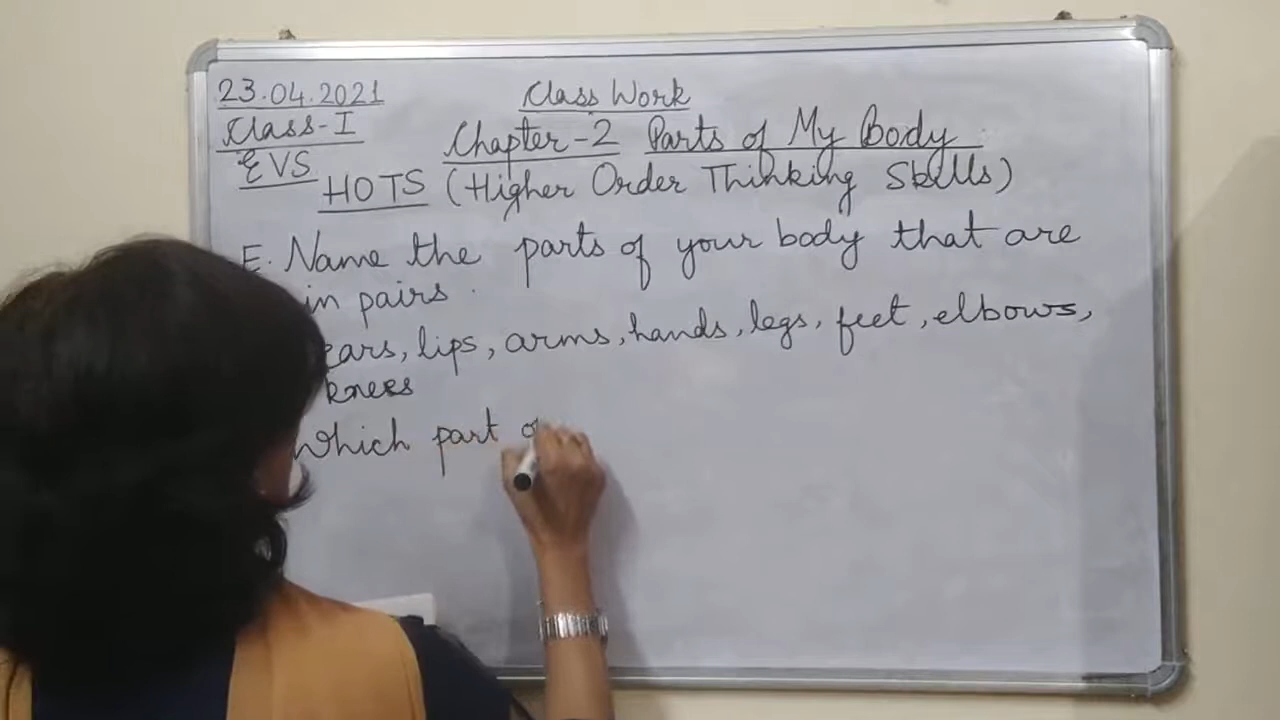 23.04.2021 Class Work
Class-I Chapter-2 Parts of My Body
EVS
HOTS (Higher Order Thinking Skills)
E. Name the parts of your body that are
in pairs.
ears, lips, arms, hands, legs, feet, elbows,
knees
Which part of